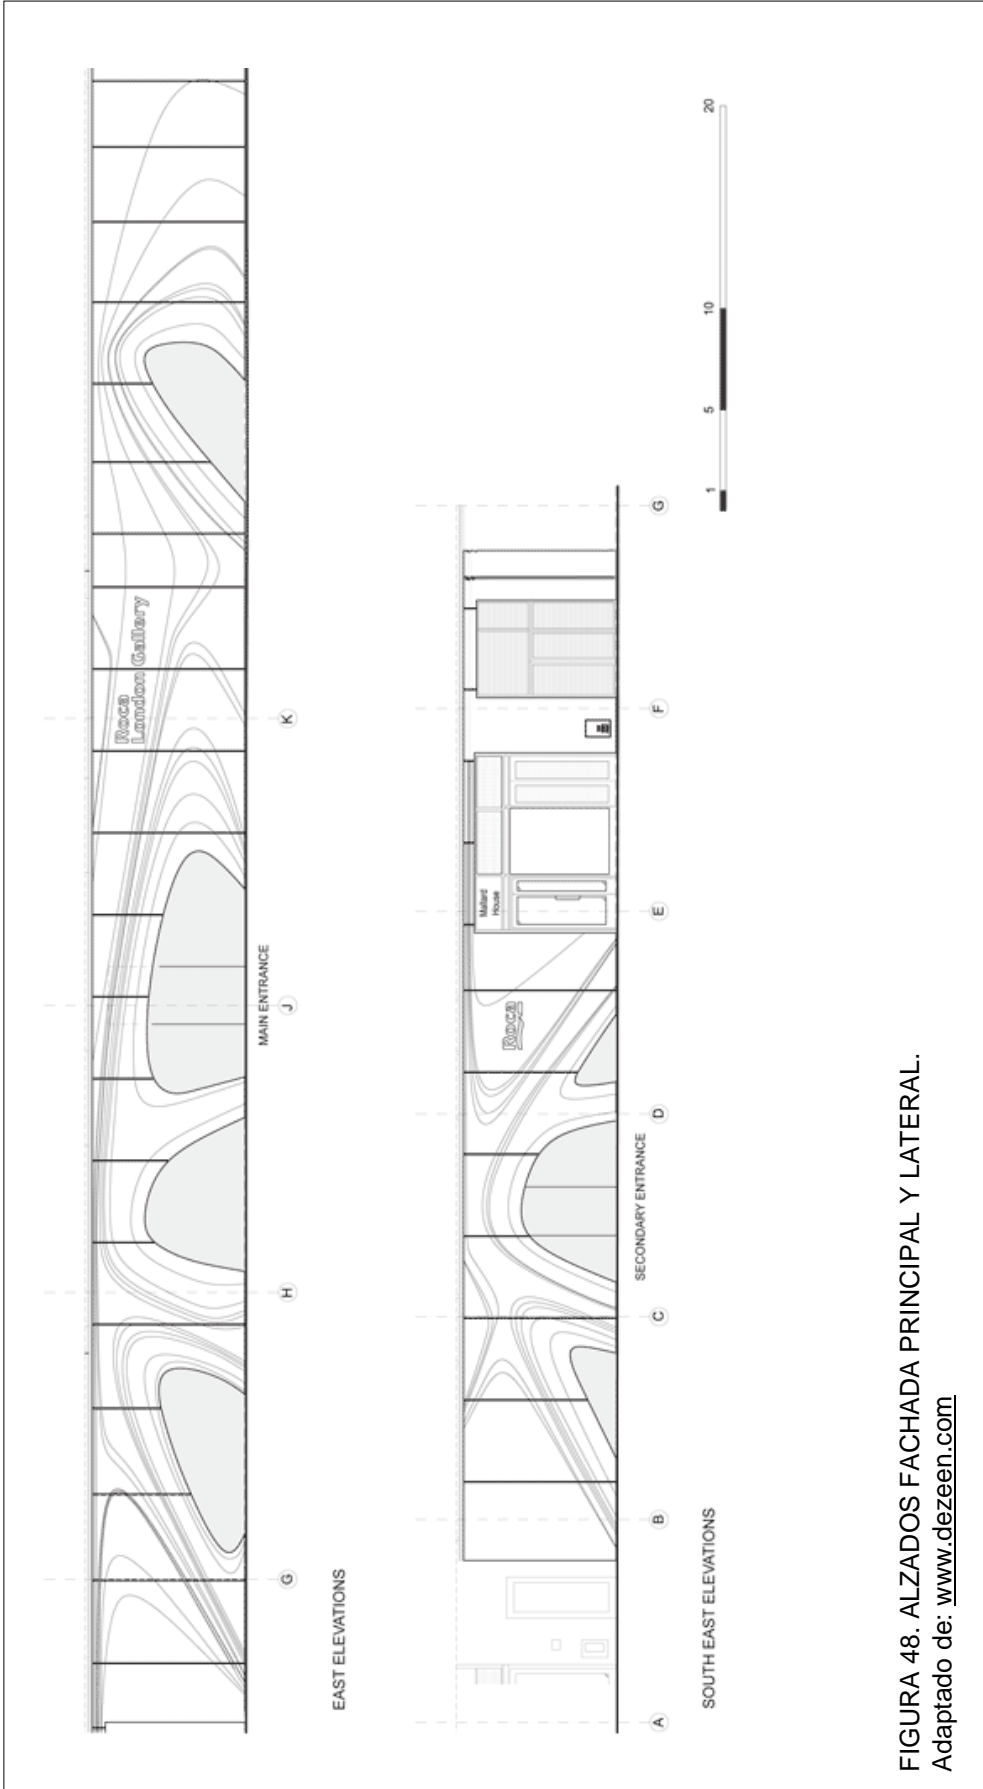 Roca
London Gallery
G
H
J
K
MAIN ENTRANCE
EAST ELEVATIONS
Roca
Mallard
House
A
B
C
D
E
F
G
SECONDARY ENTRANCE
SOUTH EAST ELEVATIONS
1
5
10
20
FIGURA 48. ALZADOS FACHADA PRINCIPAL Y LATERAL.
Adaptado de: www.dezeen.com